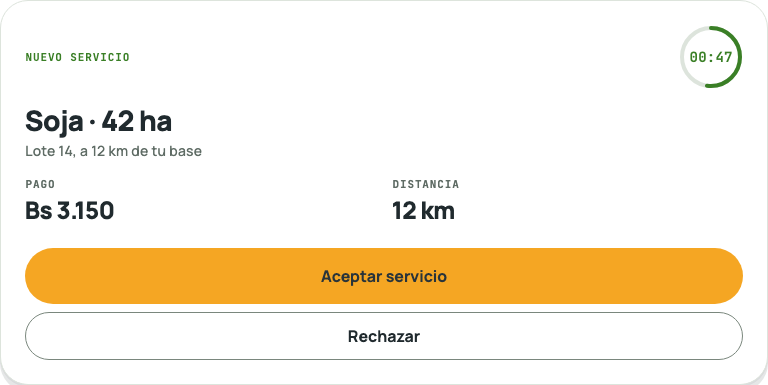 NUEVO SERVICIO
00:47
Soja · 42 ha
Lote 14, a 12 km de tu base
PAGO
Bs 3.150
DISTANCIA
12 km
Aceptar servicio
Rechazar